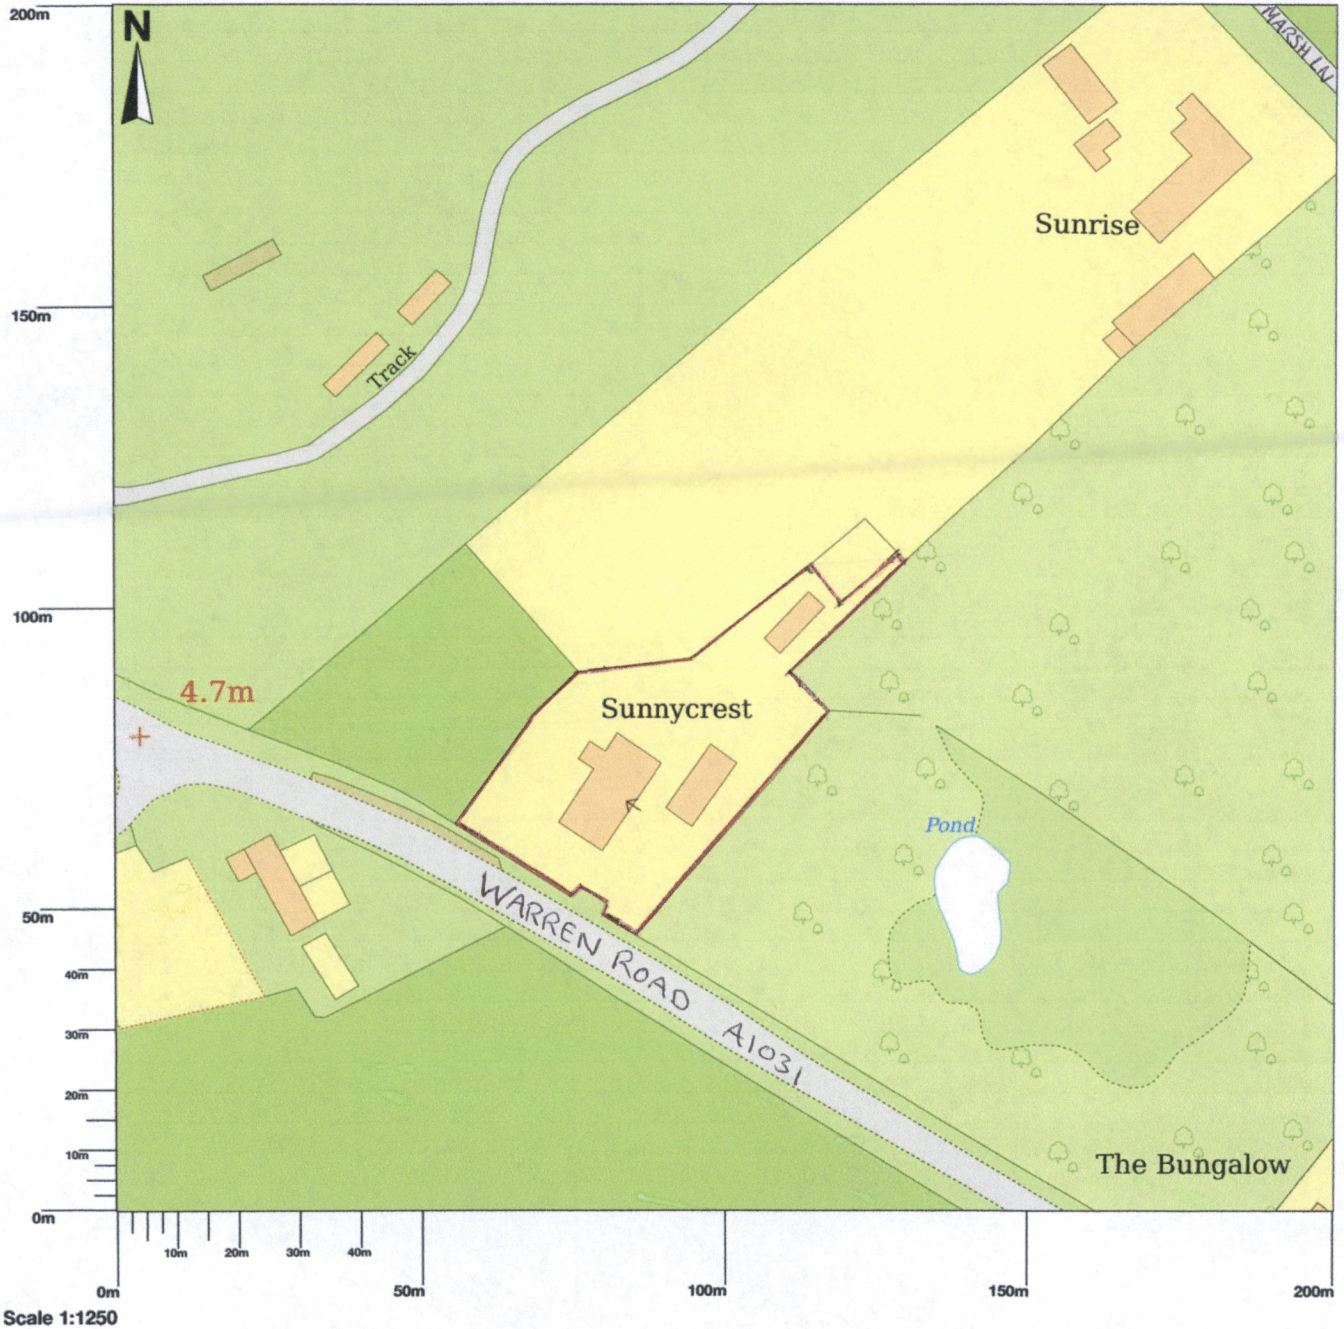 200m
N
MARSH LN
Sunrise
150m
Track
100m
4.7m
Sunnycrest
Pond
50m
WARREN ROAD A1031
40m
30m
20m
10m
The Bungalow
0m
10m 20m 30m 40m
0m 50m 100m 150m 200m
Scale 1:1250